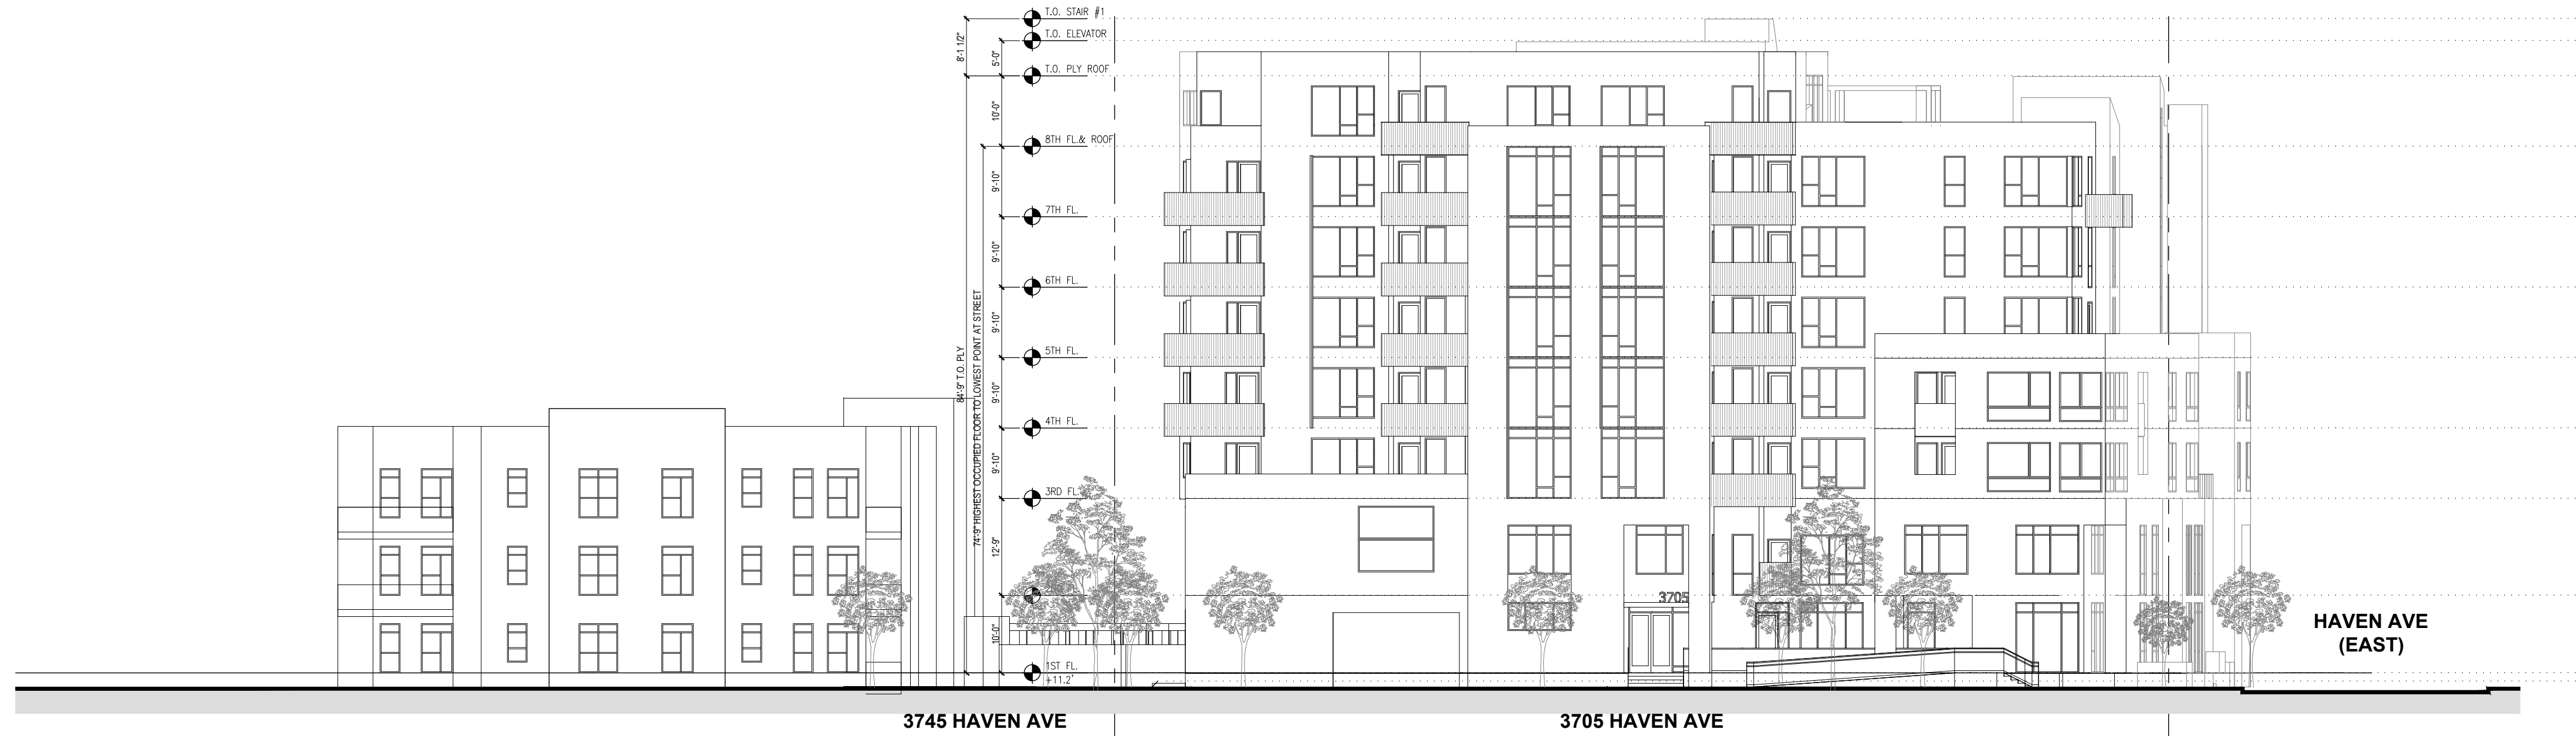 T.O. STAIR #1
8'-1 1/2"
T.O. ELEVATOR
5'-0"
T.O. PLY ROOF
10'-0"
8TH FL.& ROOF
9'-10"
7TH FL.
9'-10"
6TH FL.
9'-10"
5TH FL.
9'-10"
4TH FL.
9'-10"
3RD FL.
12'-9"
10'-0"
1ST FL.
+11.2'
84'-9" T.O. PLY
74'-9" HIGHEST OCCUPIED FLOOR TO LOWEST POINT AT STREET
3705
HAVEN AVE
(EAST)
3745 HAVEN AVE
3705 HAVEN AVE